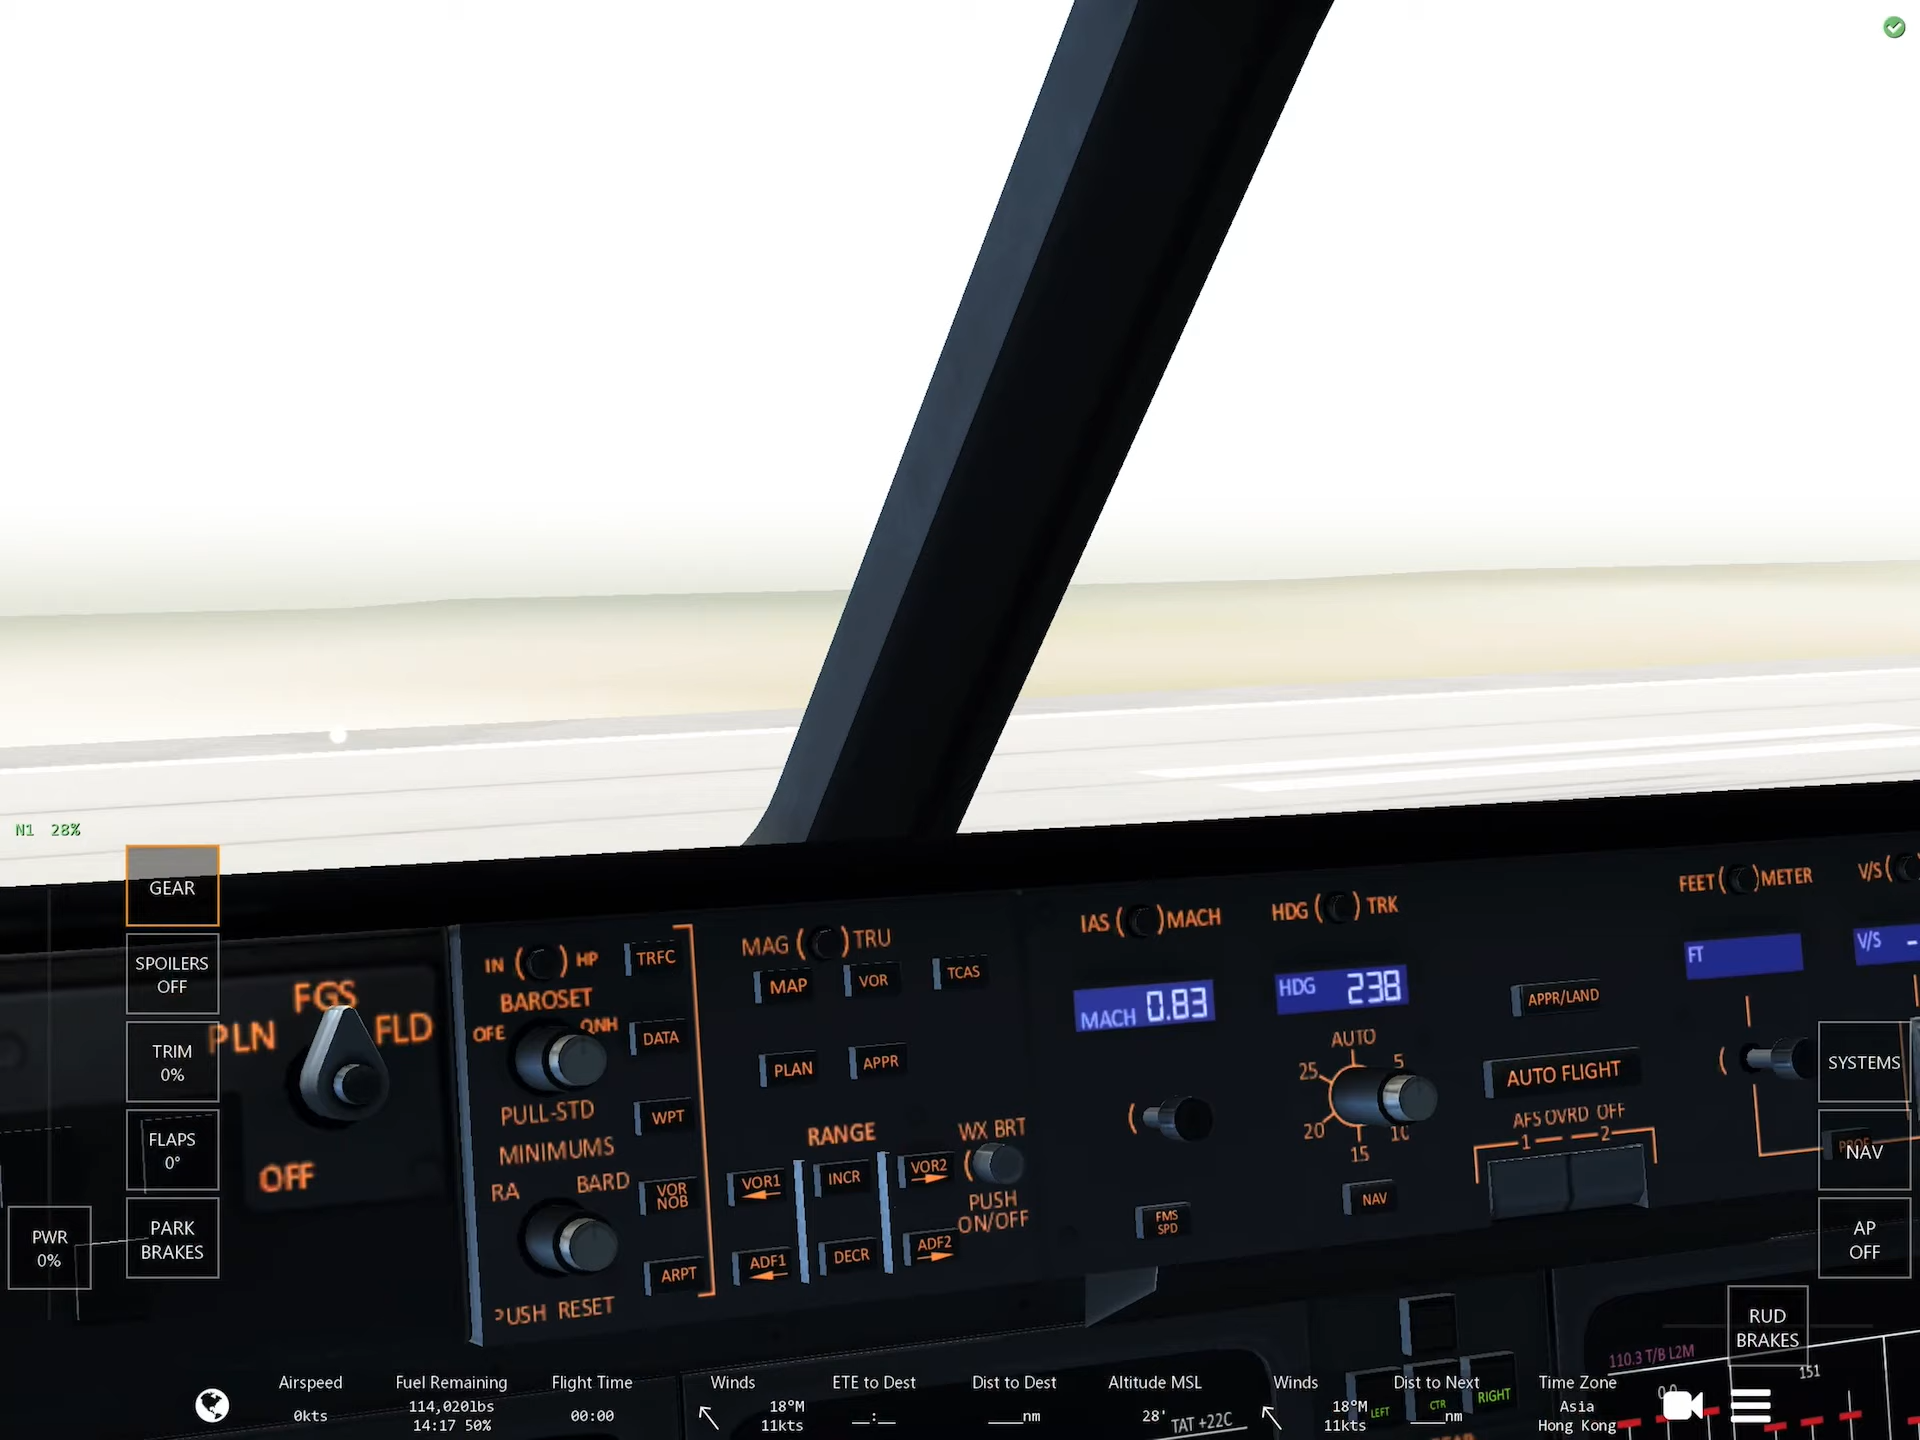 N1 28%
GEAR
SPOILERS
OFF
TRIM
0%
FLAPS
0°
PARK
BRAKES
PWR
0%
FGS
PLN
FLD
OFF
IN ( ) HP
BAROSET
QFE
QNH
PULL-STD
MINIMUMS
RA
BARD
PUSH RESET
TRFC
DATA
WPT
VOR
NOB
ARPT
MAG ( ) TRU
MAP
VOR
TCAS
PLAN
APPR
RANGE
WX BRT
VOR1
INCR
VOR2
PUSH
ON/OFF
ADF1
DECR
ADF2
IAS ( ) MACH
MACH 0.83
FMS
SPD
HDG ( ) TRK
HDG 238
AUTO
25
5
20
10
15
NAV
APPR/LAND
AUTO FLIGHT
AFS OVRD OFF
1
2
FEET ( ) METER
FT
V/S (
V/S -
PROF
SYSTEMS
NAV
AP
OFF
RUD
BRAKES
110.3 T/B L2M
151
LEFT
CTR
RIGHT
TAT +22C
Airspeed
0kts
Fuel Remaining
114,020lbs
14:17 50%
Flight Time
00:00
Winds
18°M
11kts
ETE to Dest
__:__
Dist to Dest
____nm
Altitude MSL
28'
Winds
18°M
11kts
Dist to Next
____nm
Time Zone
Asia
Hong Kong